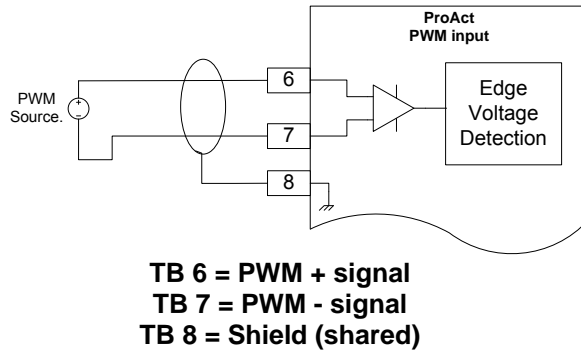 ProAct
PWM input
PWM
Source.
+
−
6
7
8
Edge
Voltage
Detection
TB 6 = PWM + signal
TB 7 = PWM - signal
TB 8 = Shield (shared)